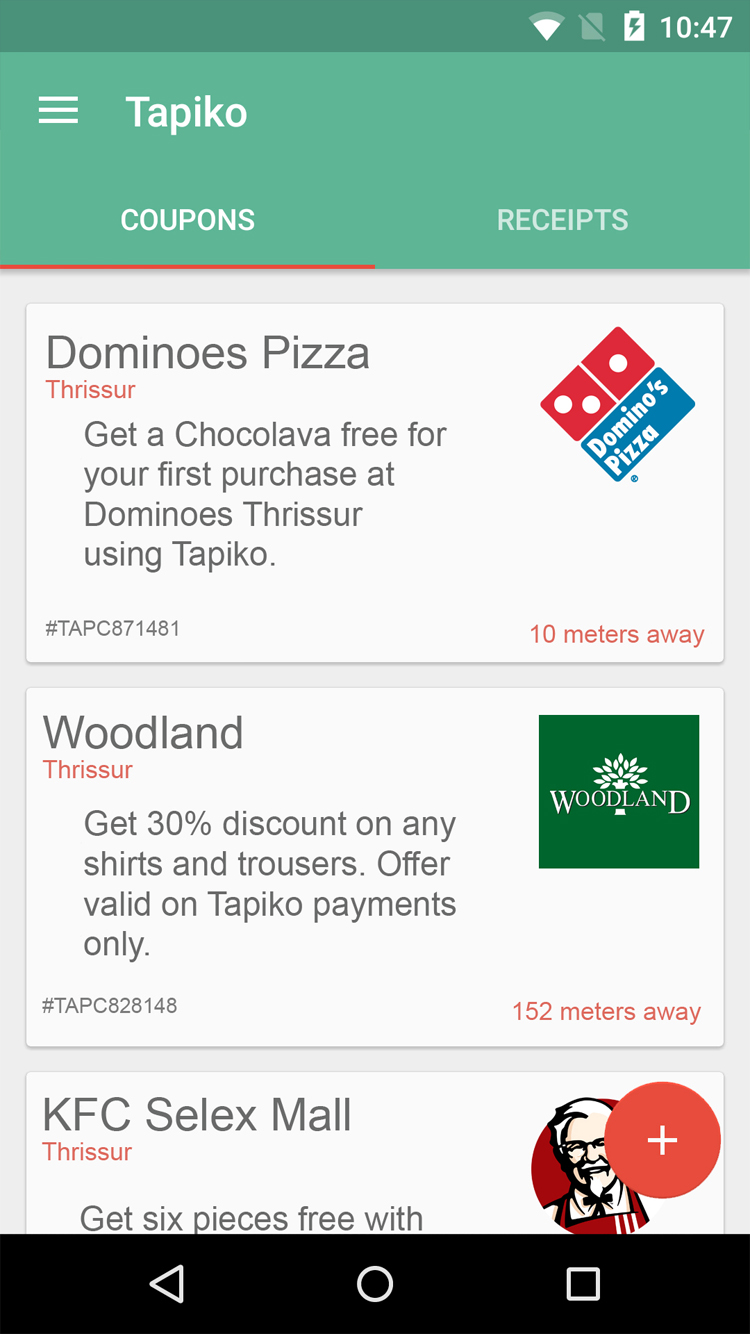 10:47
Tapiko
COUPONS
RECEIPTS
Dominoes Pizza
Thrissur
Get a Chocolava free for
your first purchase at
Dominoes Thrissur
using Tapiko.
Domino's
Pizza
®
#TAPC871481
10 meters away
Woodland
Thrissur
WOODLAND
Get 30% discount on any
shirts and trousers. Offer
valid on Tapiko payments
only.
#TAPC828148
152 meters away
KFC Selex Mall
Thrissur
Get six pieces free with